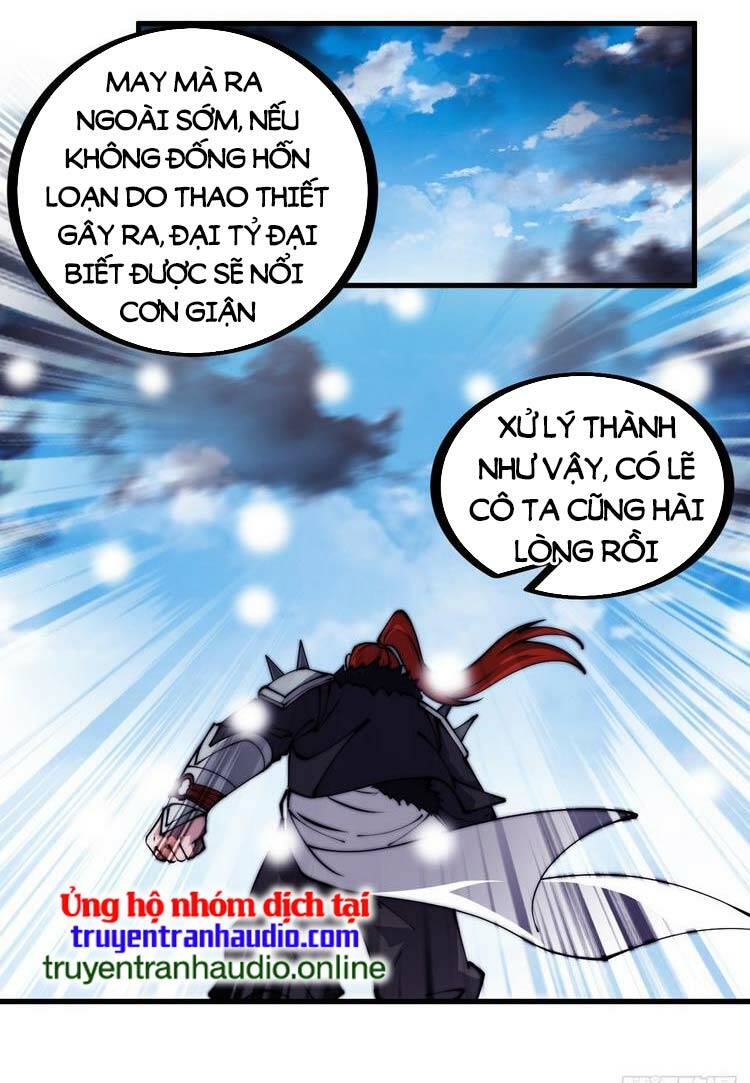 MAY MÀ RA
NGOÀI SỚM, NẾU
KHÔNG ĐỐNG HỖN
LOẠN DO THAO THIẾT
GÂY RA, ĐẠI TỶ ĐẠI
BIẾT ĐƯỢC SẼ NỔI
CƠN GIẬN
XỬ LÝ THÀNH
NHƯ VẬY, CÓ LẼ
CÔ TA CŨNG HÀI
LÒNG RỒI
Ủng hộ nhóm dịch tại
truyentranhaudio.com
truyentranhaudio.online